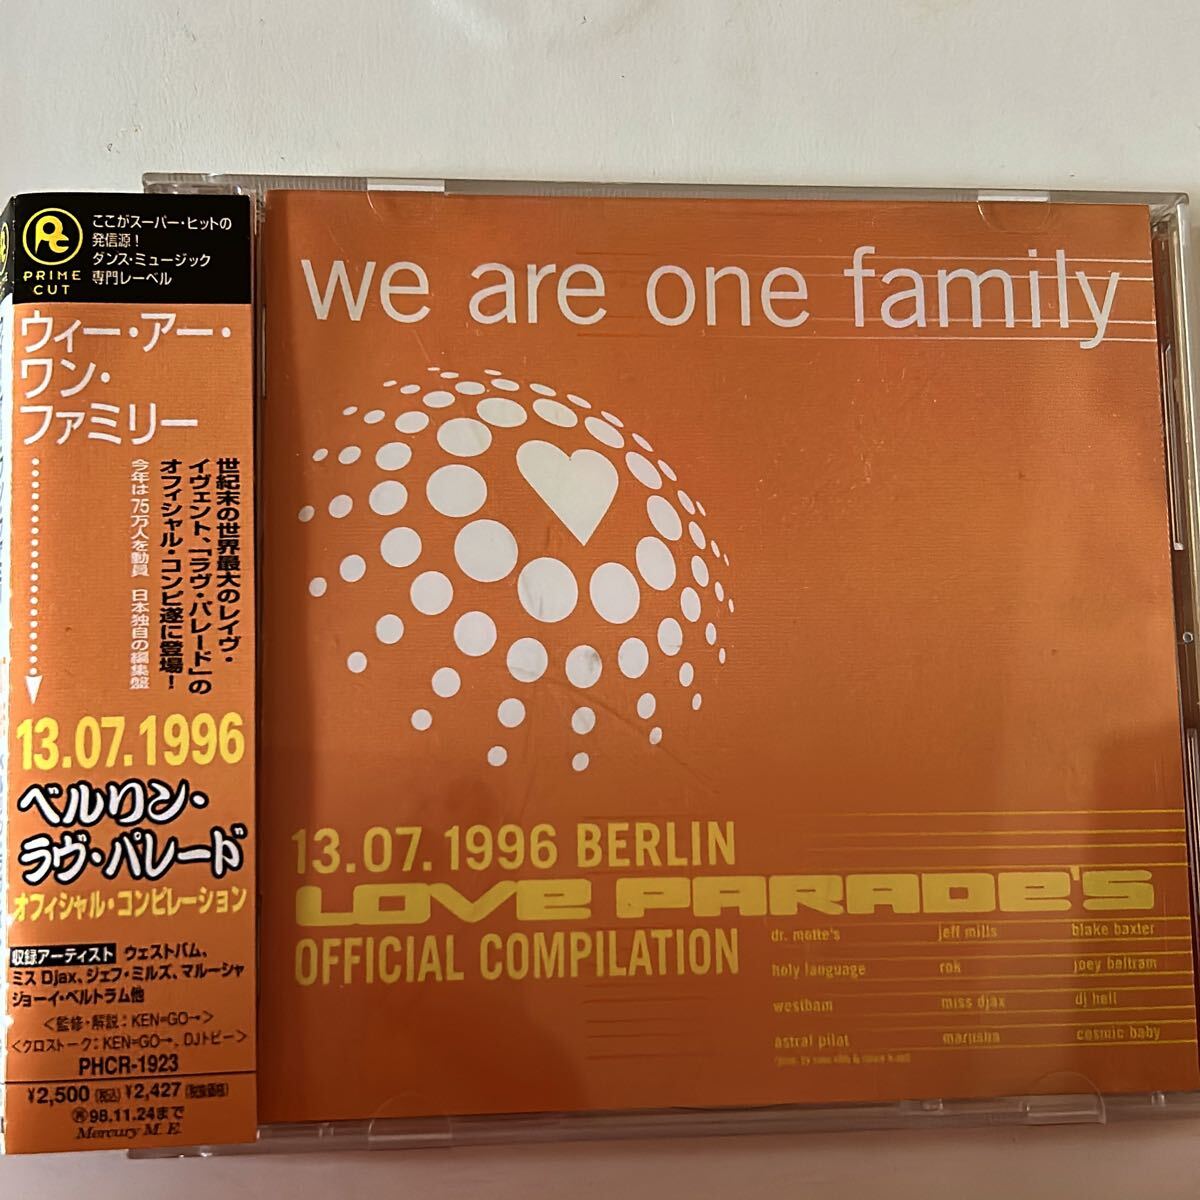 PRIME
CUT
ここがスーパー・ヒットの
発信源！
ダンス・ミュージック
専門レーベル
ウィー・アー・
ワン・
ファミリー
世紀末の世界最大のレイヴ・
イヴェント、「ラヴ・パレード」の
オフィシャル・コンピ遂に登場！
今年は75万人を動員 日本独自の編集盤
13.07.1996
ベルリン・
ラヴ・パレード
オフィシャル・コンピレーション
収録アーティスト ウェストバム、
ミス Djax、ジェフ・ミルズ、マルーシャ
ジョーイ・ベルトラム他
＜監修・解説：KEN=GO→＞
＜クロストーク：KEN=GO→、DJトビー＞
PHCR-1923
¥2,500(税込)¥2,427(税抜価格)
98.11.24まで
Mercury M.E.
we are one family
13.07.1996 BERLIN
LOVE PARADE'S
OFFICIAL COMPILATION
dr. motte's jeff mills blake baxter
holy language rok joey beltram
westbam miss djax dj hell
astral pilot marusha cosmic baby